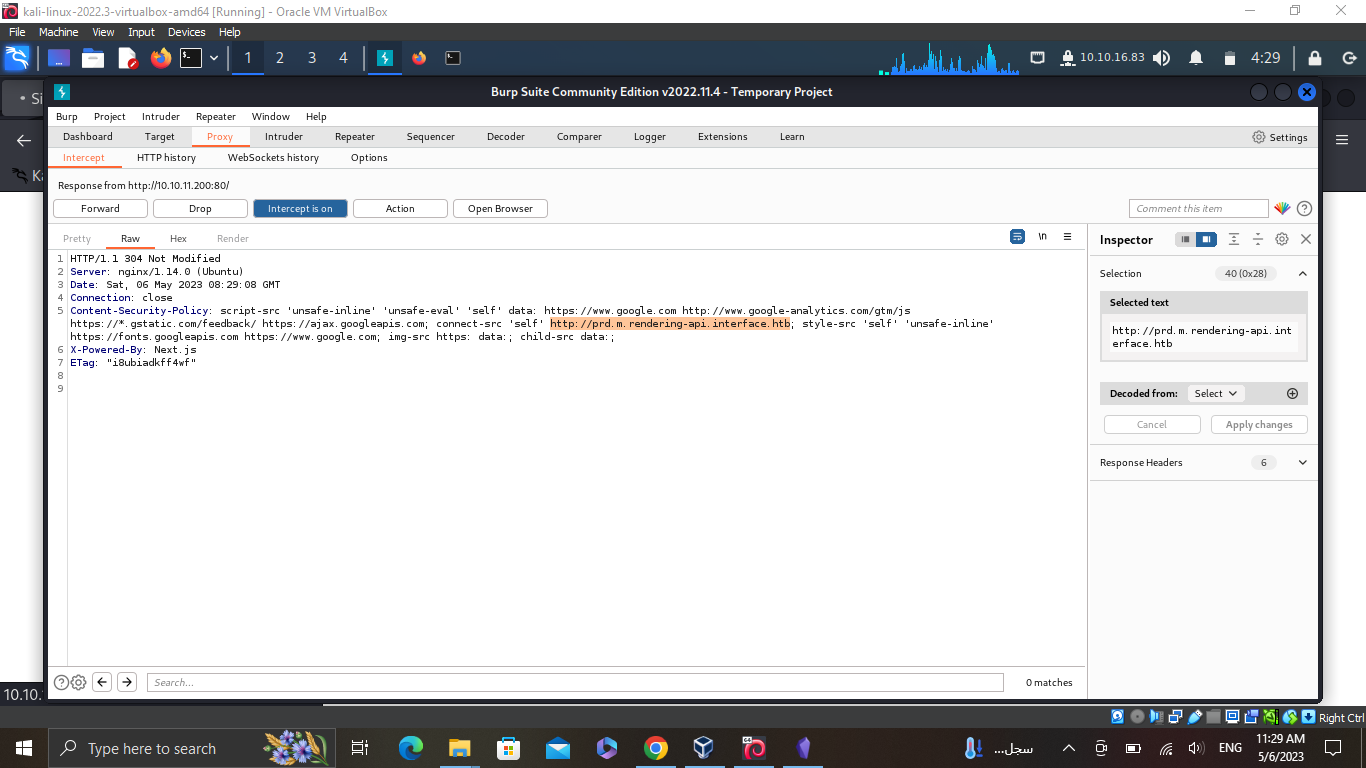 kali-linux-2022.3-virtualbox-amd64 [Running] - Oracle VM VirtualBox
File Machine View Input Devices Help
1 2 3 4 10.10.16.83 4:29
Burp Suite Community Edition v2022.11.4 - Temporary Project
Burp Project Intruder Repeater Window Help
Dashboard Target Proxy Intruder Repeater Sequencer Decoder Comparer Logger Extensions Learn Settings
Intercept HTTP history WebSockets history Options
Response from http://10.10.11.200:80/
Forward Drop Intercept is on Action Open Browser Comment this item
Pretty Raw Hex Render \n Inspector
1 HTTP/1.1 304 Not Modified
2 Server: nginx/1.14.0 (Ubuntu)
3 Date: Sat, 06 May 2023 08:29:08 GMT
4 Connection: close
5 Content-Security-Policy: script-src 'unsafe-inline' 'unsafe-eval' 'self' data: https://www.google.com http://www.google-analytics.com/gtm/js
https://*.gstatic.com/feedback/ https://ajax.googleapis.com; connect-src 'self' http://prd.m.rendering-api.interface.htb; style-src 'self' 'unsafe-inline'
https://fonts.googleapis.com https://www.google.com; img-src https: data:; child-src data:;
6 X-Powered-By: Next.js
7 ETag: "i8ubiadkff4wf"
8
9
Selection 40 (0x28)
Selected text
http://prd.m.rendering-api.int
erface.htb
Decoded from: Select
Cancel Apply changes
Response Headers 6
Search... 0 matches
10.10.
Right Ctrl
Type here to search
سجل... ENG 11:29 AM
5/6/2023